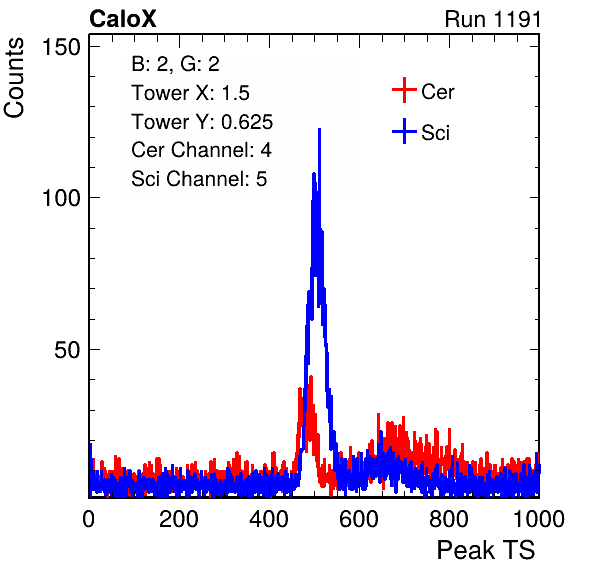 CaloX
Run 1191
Counts
150
100
50
B: 2, G: 2
Tower X: 1.5
Tower Y: 0.625
Cer Channel: 4
Sci Channel: 5
Cer
Sci
0 200 400 600 800 1000
Peak TS